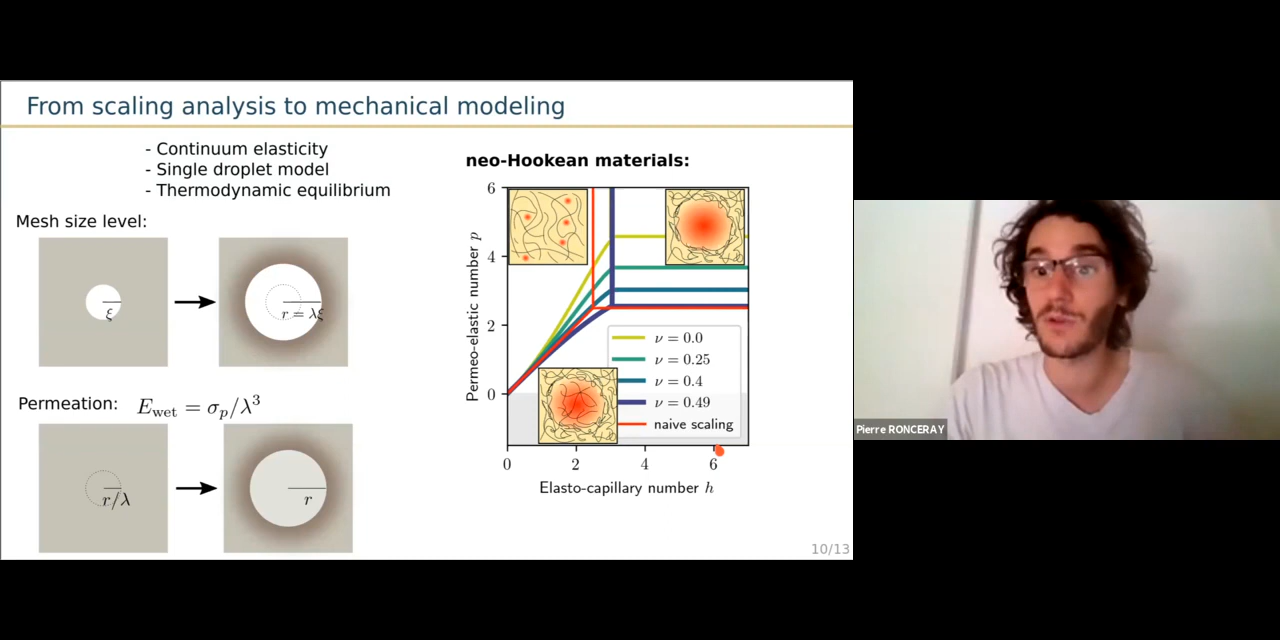 From scaling analysis to mechanical modeling
- Continuum elasticity
- Single droplet model
- Thermodynamic equilibrium
Mesh size level:
ξ
r = λξ
Permeation: E_wet = σ_p/λ³
r/λ
r
neo-Hookean materials:
Permeo-elastic number p
6
4
2
0
ν = 0.0
ν = 0.25
ν = 0.4
ν = 0.49
naive scaling
0 2 4 6
Elasto-capillary number h
10/13
Pierre RONCERAY